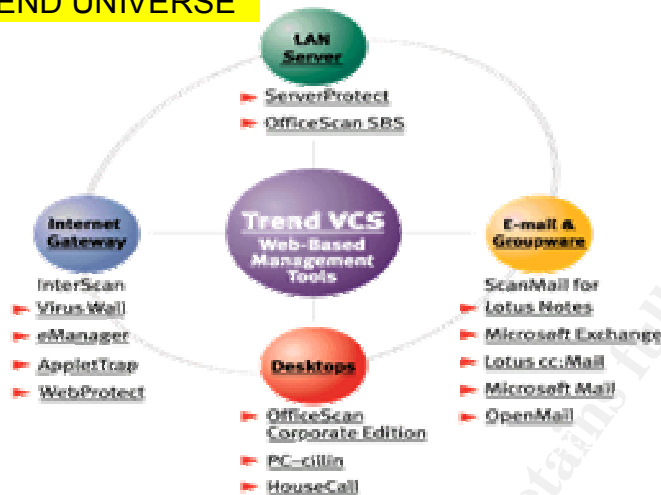 END UNIVERSE
LAN
Server
ServerProtect
OfficeScan SBS
Internet
Gateway
Trend VCS
Web-Based
Management
Tools
E-mail &
Groupware
InterScan
Virus Wall
eManager
AppletTrap
WebProtect
ScanMail for
Lotus Notes
Microsoft Exchange
Lotus cc:Mail
Microsoft Mail
OpenMail
Desktops
OfficeScan
Corporate Edition
PC-cillin
HouseCall